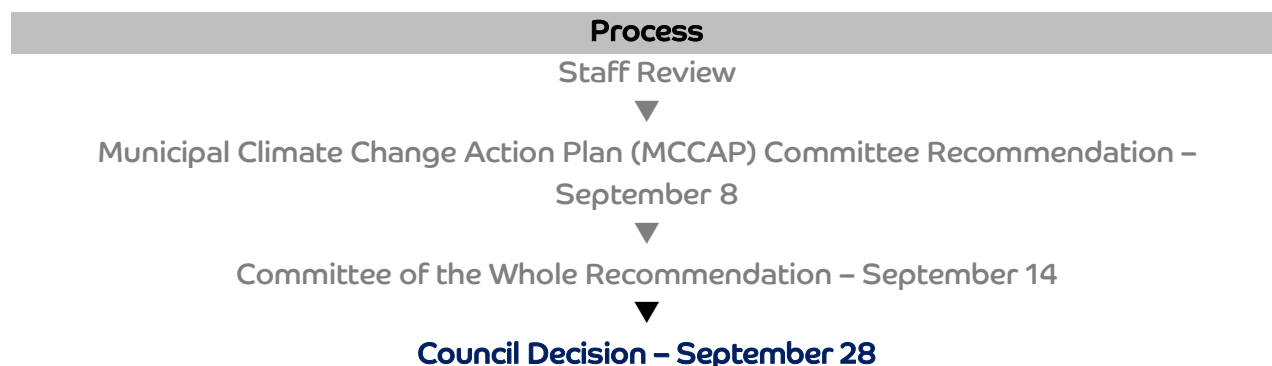 Process
Staff Review
▼
Municipal Climate Change Action Plan (MCCAP) Committee Recommendation –
September 8
▼
Committee of the Whole Recommendation – September 14
▼
Council Decision – September 28